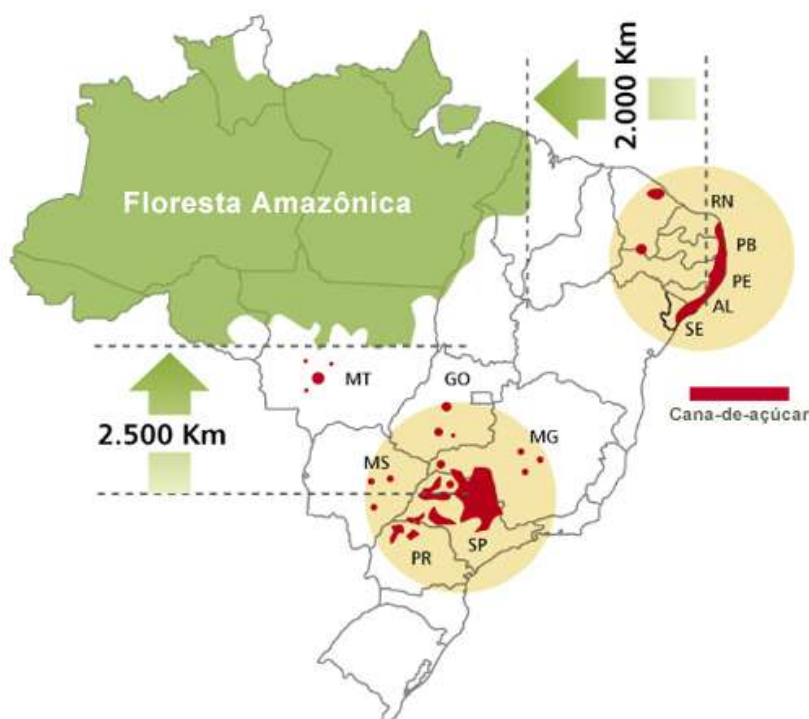 2.000 Km
Floresta Amazônica
RN
PB
PE
AL
SE
MT
GO
Cana-de-açúcar
2.500 Km
MG
MS
SP
PR